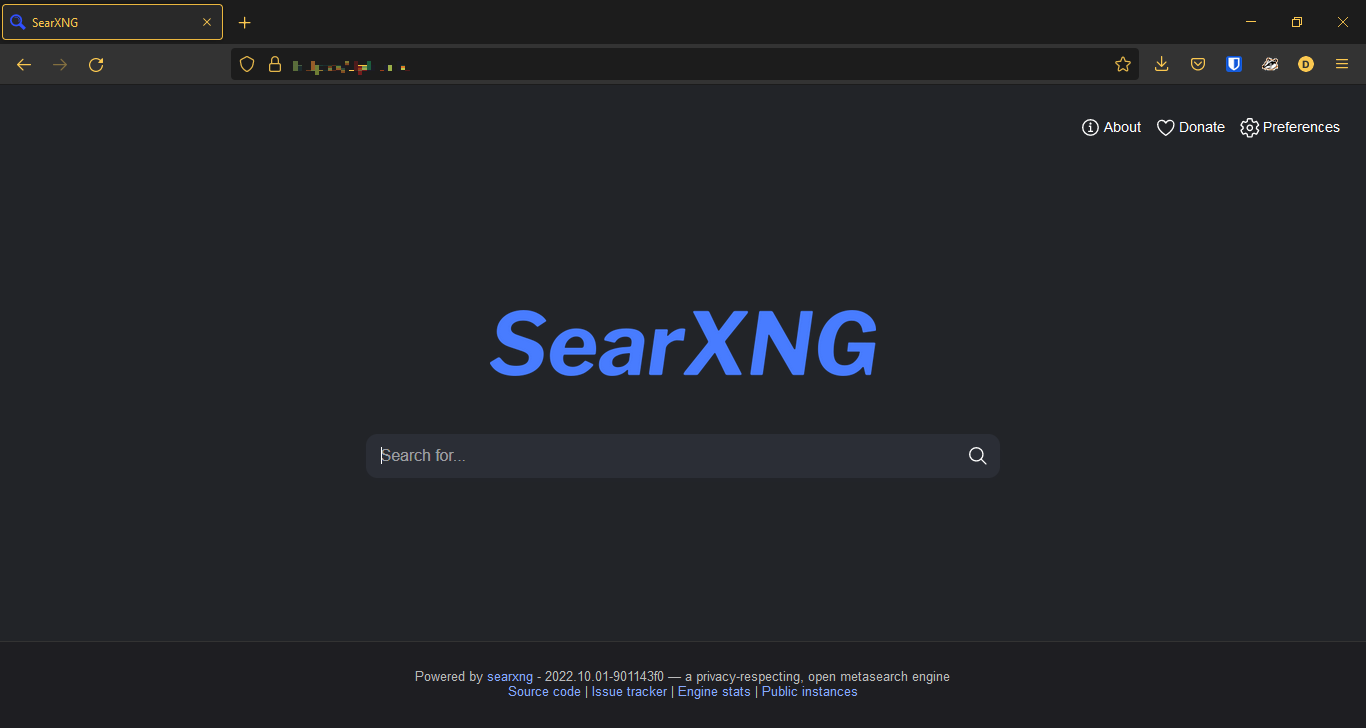 SearXNG
D
About Donate Preferences
SearXNG
Search for...
Powered by searxng - 2022.10.01-901143f0 — a privacy-respecting, open metasearch engine
Source code | Issue tracker | Engine stats | Public instances